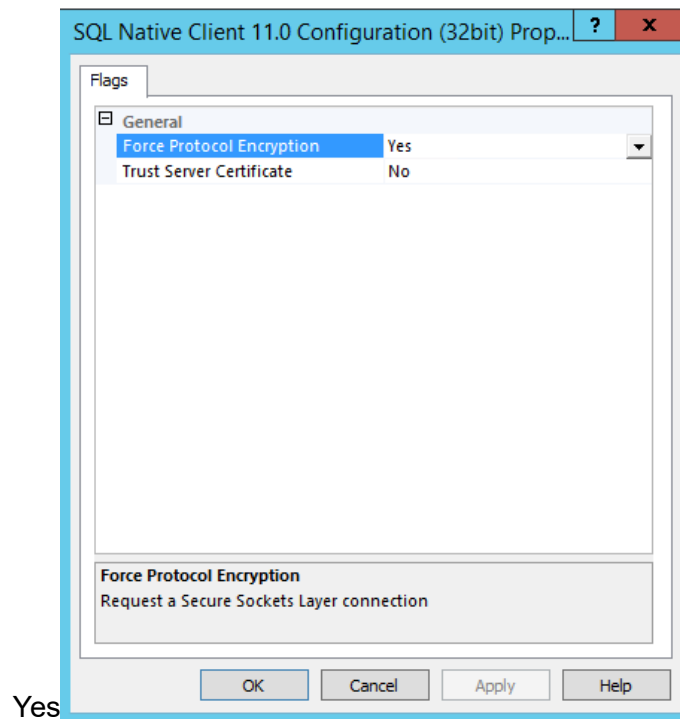 SQL Native Client 11.0 Configuration (32bit) Prop...
?
x
Flags
General
Force Protocol Encryption Yes
Trust Server Certificate No
Force Protocol Encryption
Request a Secure Sockets Layer connection
OK Cancel Apply Help
Yes